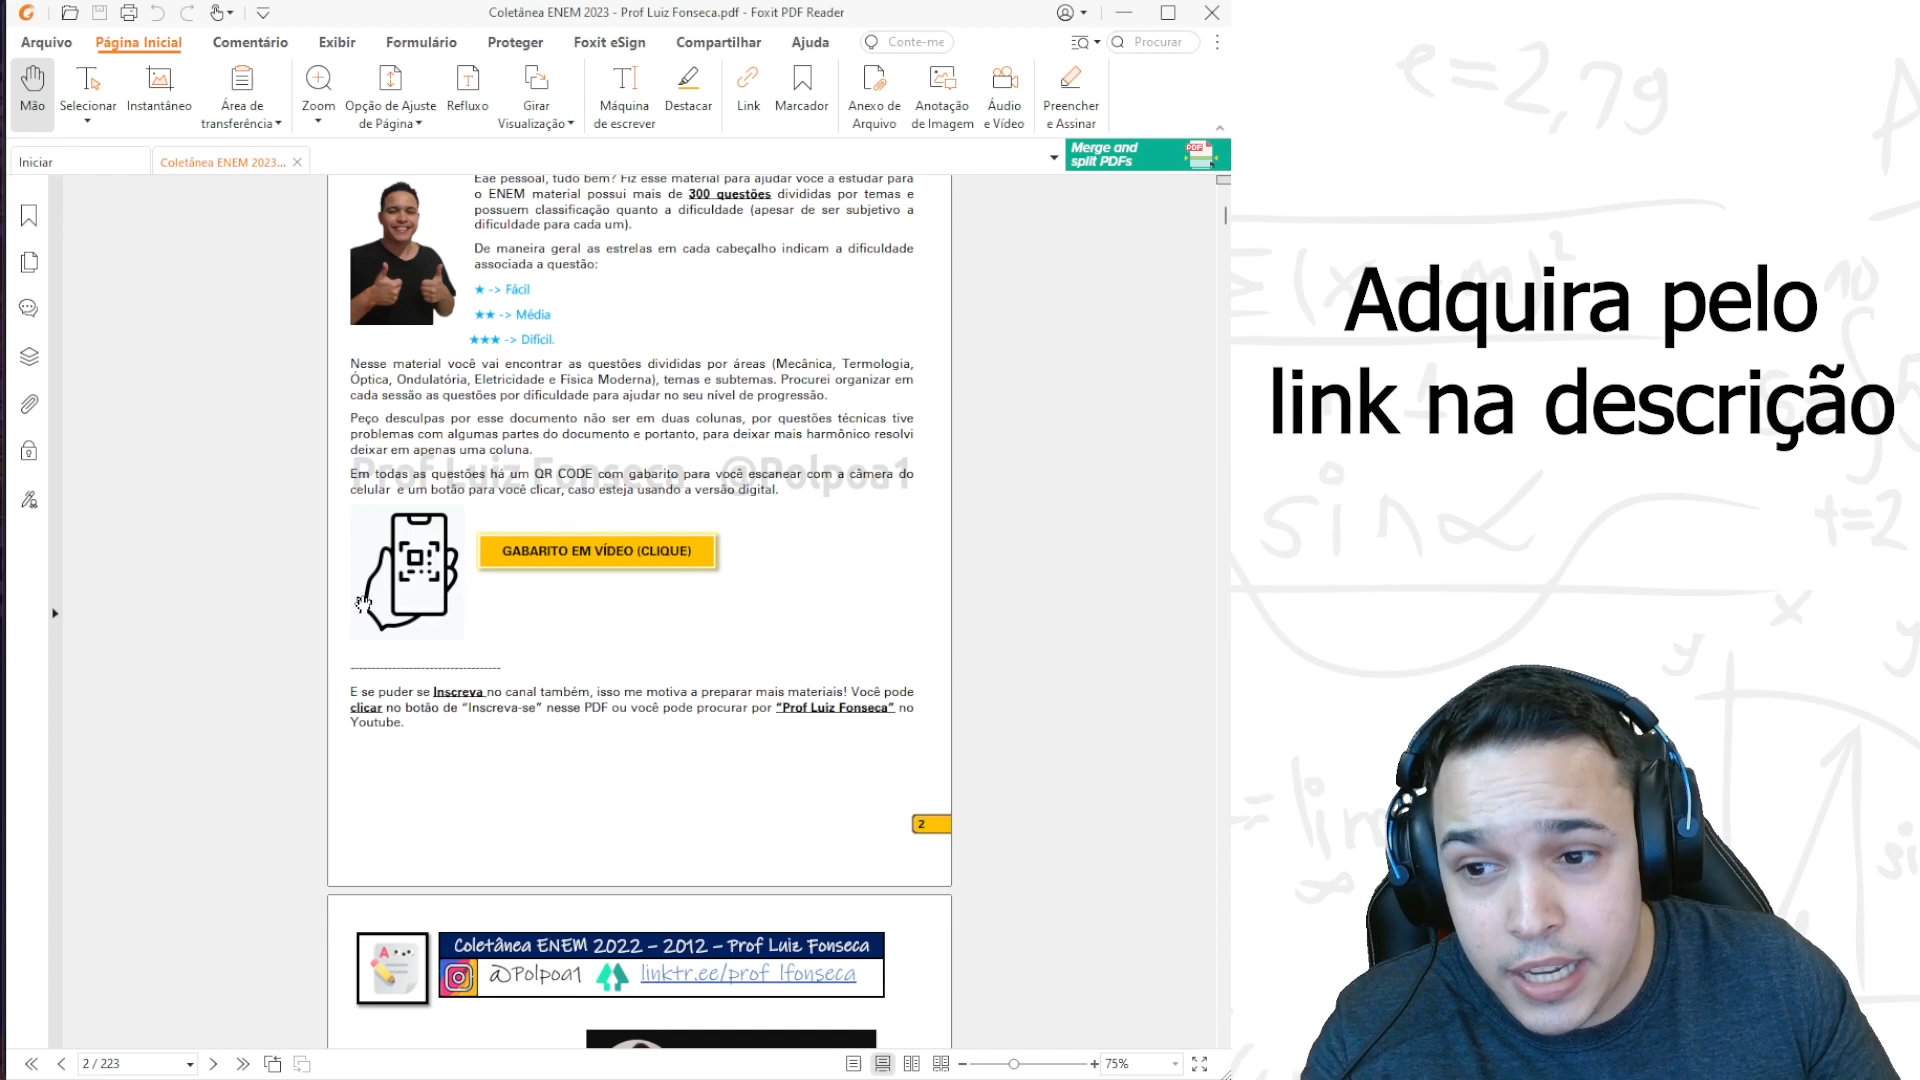 Coletânea ENEM 2023 - Prof Luiz Fonseca.pdf - Foxit PDF Reader
Arquivo Página Inicial Comentário Exibir Formulário Proteger Foxit eSign Compartilhar Ajuda Conte-me Procurar
Mão
Selecionar
Instantâneo
Área de
transferência
Zoom
Opção de Ajuste
de Página
Refluxo
Girar
Visualização
Máquina
de escrever
Destacar
Link
Marcador
Anexo de
Arquivo
Anotação
de Imagem
Áudio
e Vídeo
Preencher
e Assinar
Iniciar
Coletânea ENEM 2023...
Merge and
split PDFs
PDF
Eae pessoal, tudo bem? Fiz esse material para ajudar você a estudar para
o ENEM material possui mais de 300 questões divididas por temas e
possuem classificação quanto a dificuldade (apesar de ser subjetivo a
dificuldade para cada um).
De maneira geral as estrelas em cada cabeçalho indicam a dificuldade
associada a questão:
★ -> Fácil
★★ -> Média
★★★ -> Difícil.
Nesse material você vai encontrar as questões divididas por áreas (Mecânica, Termologia,
Óptica, Ondulatória, Eletricidade e Física Moderna), temas e subtemas. Procurei organizar em
cada sessão as questões por dificuldade para ajudar no seu nível de progressão.
Peço desculpas por esse documento não ser em duas colunas, por questões técnicas tive
problemas com algumas partes do documento e portanto, para deixar mais harmônico resolvi
deixar em apenas uma coluna.
Prof Luiz Fonseca - @Polpoa1
Em todas as questões há um QR CODE com gabarito para você escanear com a câmera do
celular e um botão para você clicar, caso esteja usando a versão digital.
GABARITO EM VÍDEO (CLIQUE)
-----------------------------------
E se puder se Inscreva no canal também, isso me motiva a preparar mais materiais! Você pode
clicar no botão de “Inscreva-se” nesse PDF ou você pode procurar por “Prof Luiz Fonseca” no
Youtube.
2
Coletânea ENEM 2022 – 2012 – Prof Luiz Fonseca
@Polpoa1 linktr.ee/prof_lfonseca
2 / 223
75%
Adquira pelo
link na descrição
e=2,79
sinα
t=2
x
y
= lim
∞